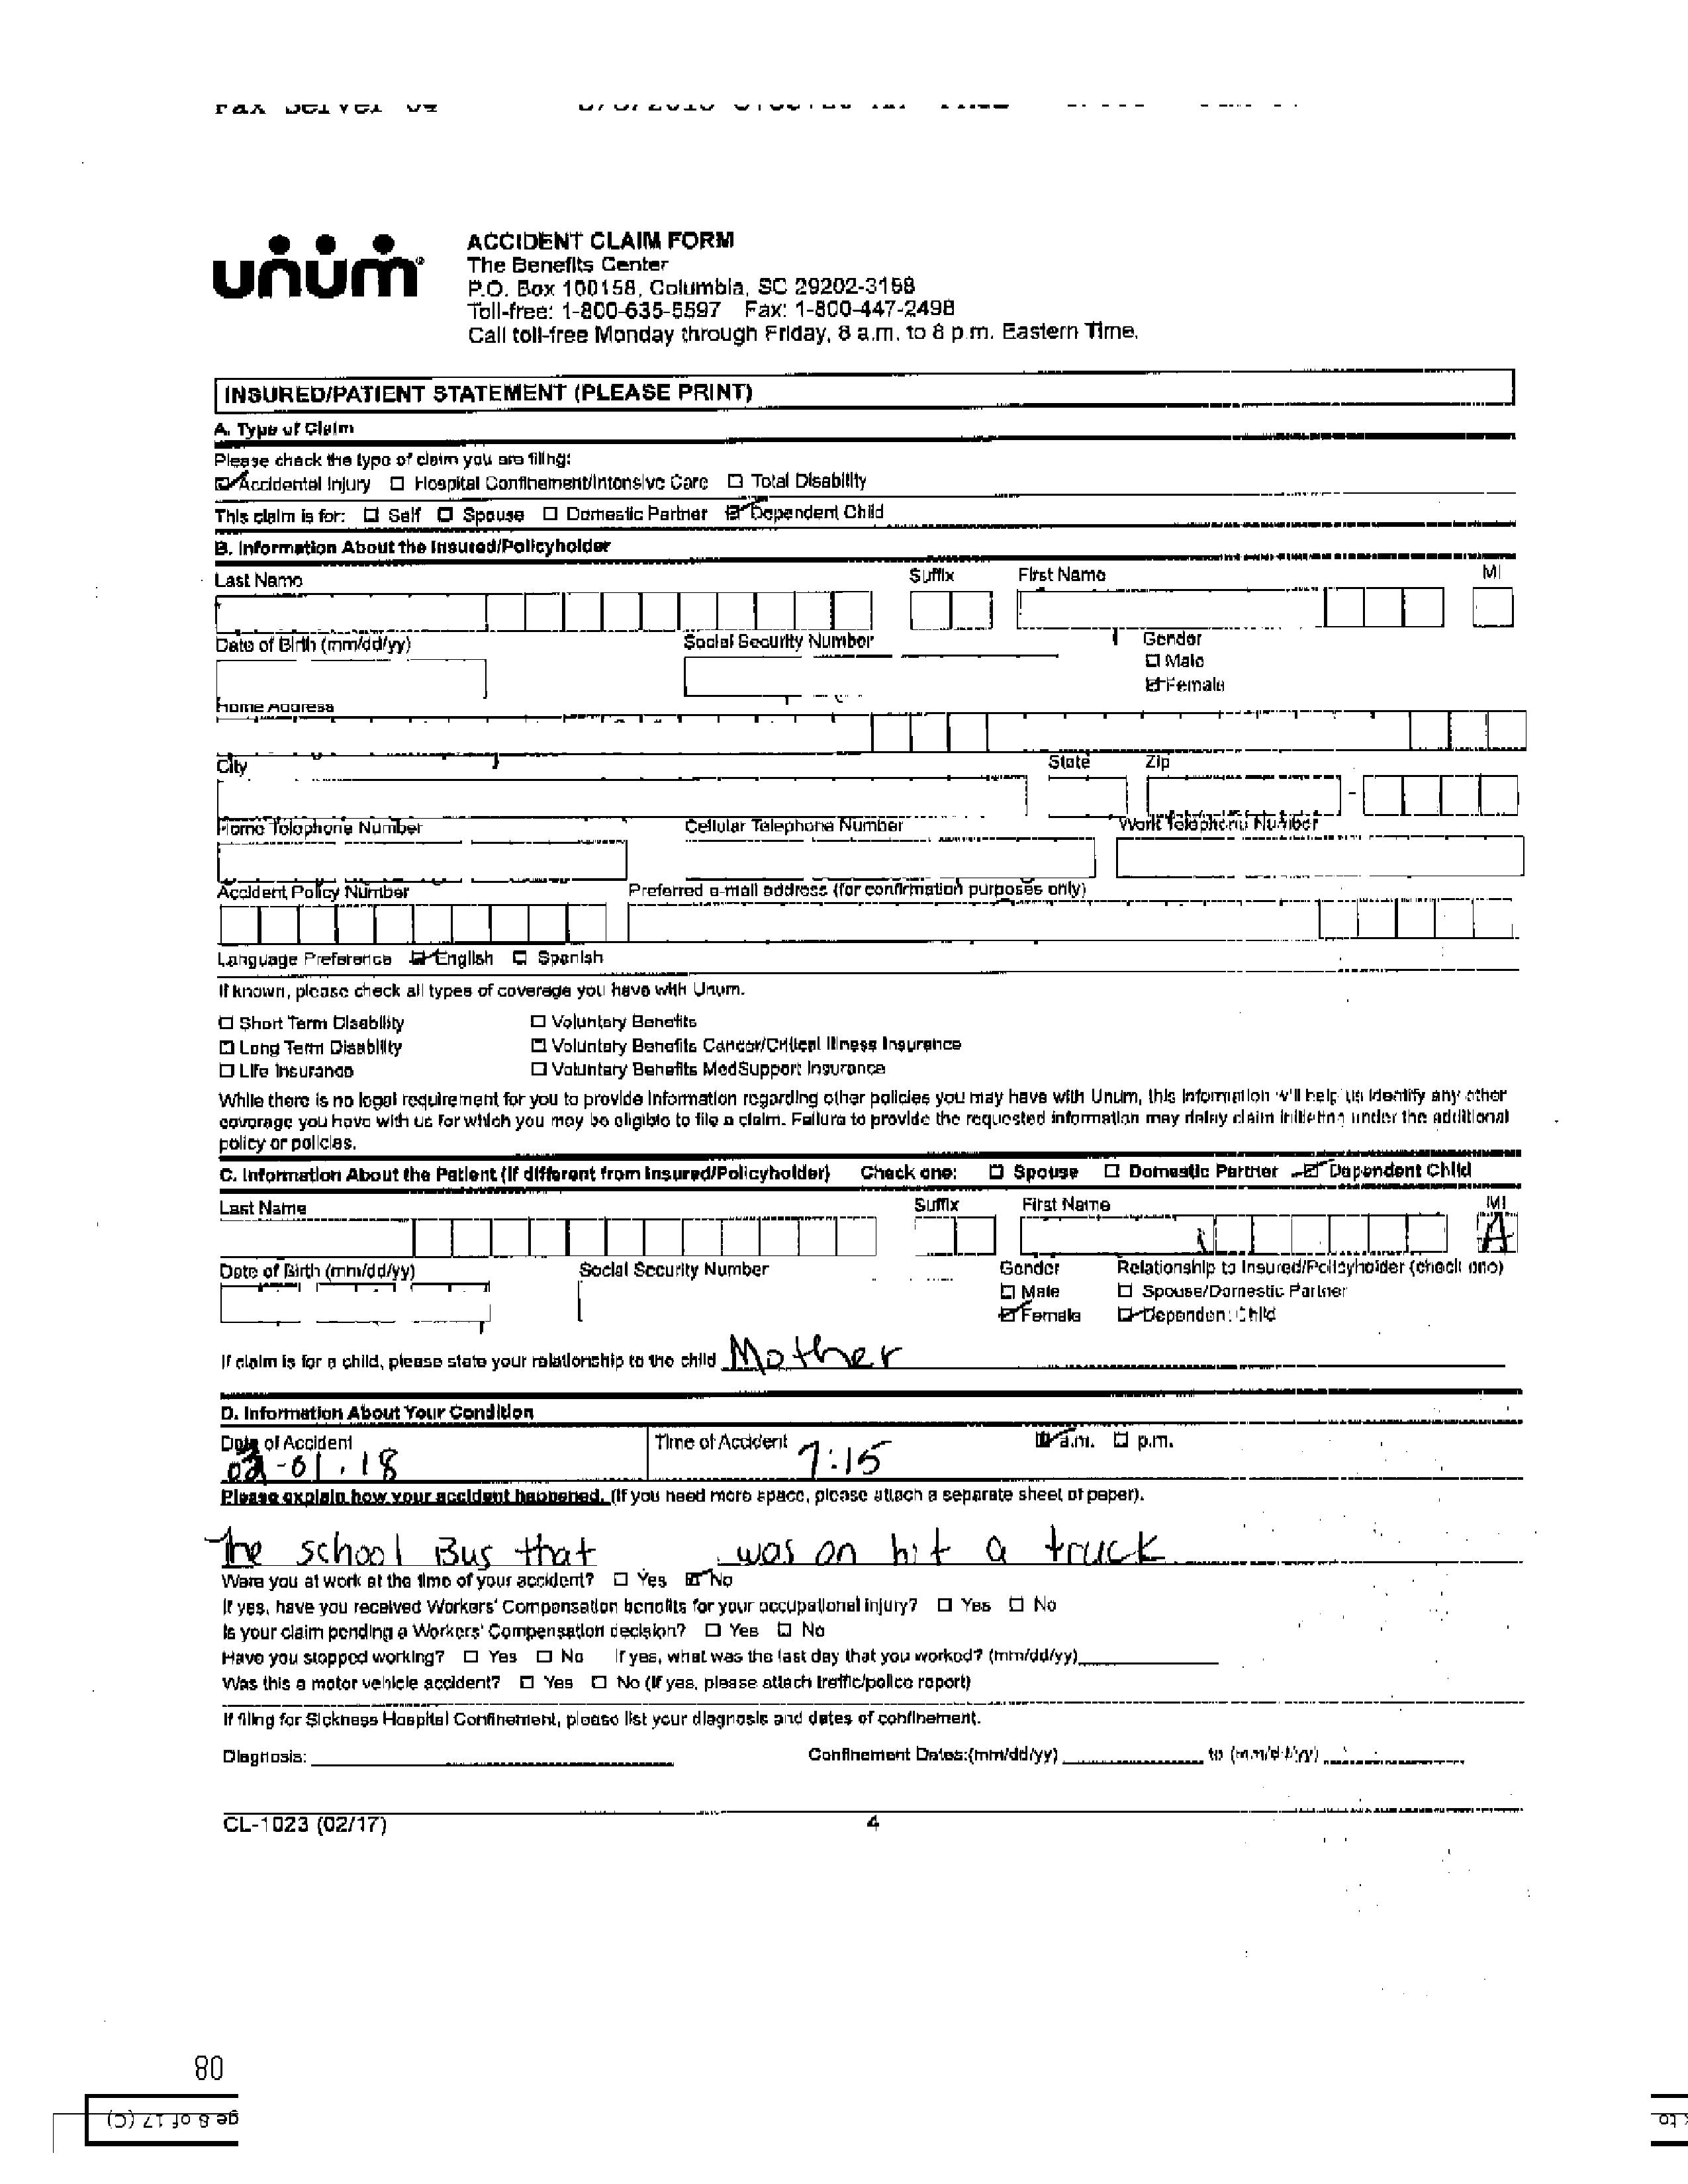 Fax Server
unum
ACCIDENT CLAIM FORM
The Benefits Center
P.O. Box 100158, Columbia, SC 29202-3158
Toll-free: 1-800-635-5597 Fax: 1-800-447-2498
Call toll-free Monday through Friday, 8 a.m. to 8 p.m. Eastern Time.
INSURED/PATIENT STATEMENT (PLEASE PRINT)
A. Type of Claim
Please check the type of claim you are filing:
Accidental Injury Hospital Confinement/Intensive Care Total Disability
This claim is for: Self Spouse Domestic Partner Dependent Child
B. Information About the Insured/Policyholder
Last Name Suffix First Name MI
Date of Birth (mm/dd/yy) Social Security Number Gender
Male
Female
Home Address
City State Zip
Home Telephone Number Cellular Telephone Number Work Telephone Number
Accident Policy Number Preferred e-mail address (for confirmation purposes only)
Language Preference English Spanish
If known, please check all types of coverage you have with Unum.
Short Term Disability Voluntary Benefits
Long Term Disability Voluntary Benefits Cancer/Critical Illness Insurance
Life Insurance Voluntary Benefits MedSupport Insurance
While there is no legal requirement for you to provide information regarding other policies you may have with Unum, this information will help us identify any other
coverage you have with us for which you may be eligible to file a claim. Failure to provide the requested information may delay claim initiation under the additional
policy or policies.
C. Information About the Patient (If different from Insured/Policyholder) Check one: Spouse Domestic Partner Dependent Child
Last Name Suffix First Name MI
A
Date of Birth (mm/dd/yy) Social Security Number Gender Relationship to Insured/Policyholder (check one)
Male Spouse/Domestic Partner
Female Dependent Child
If claim is for a child, please state your relationship to the child Mother
D. Information About Your Condition
Date of Accident Time of Accident 7:15 a.m. p.m.
02-01.18
Please explain how your accident happened. (If you need more space, please attach a separate sheet of paper).
The school Bus that was on hit a truck
Were you at work at the time of your accident? Yes No
If yes, have you received Workers' Compensation benefits for your occupational injury? Yes No
Is your claim pending a Workers' Compensation decision? Yes No
Have you stopped working? Yes No If yes, what was the last day that you worked? (mm/dd/yy)
Was this a motor vehicle accident? Yes No (If yes, please attach traffic/police report)
If filing for Sickness Hospital Confinement, please list your diagnosis and dates of confinement.
Diagnosis: Confinement Dates:(mm/dd/yy) to (mm/dd/yy)
CL-1023 (02/17) 4
80
ge 8 of 17 (C)